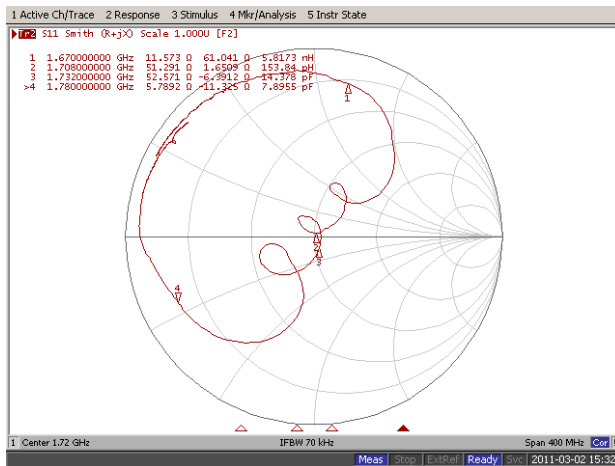 1 Active Ch/Trace 2 Response 3 Stimulus 4 Mkr/Analysis 5 Instr State
Tr2 S11 Smith (R+jX) Scale 1.000U [F2]
1 1.670000000 GHz 11.573 Ω 61.041 Ω 5.8173 nH
2 1.708000000 GHz 51.291 Ω 1.6509 Ω 153.84 pH
3 1.732000000 GHz 52.571 Ω -6.3912 Ω 14.378 pF
>4 1.780000000 GHz 5.7892 Ω -11.325 Ω 7.8955 pF
1
2
3
4
1 Center 1.72 GHz IFBW 70 kHz Span 400 MHz Cor
Meas Stop ExtRef Ready Svc 2011-03-02 15:32